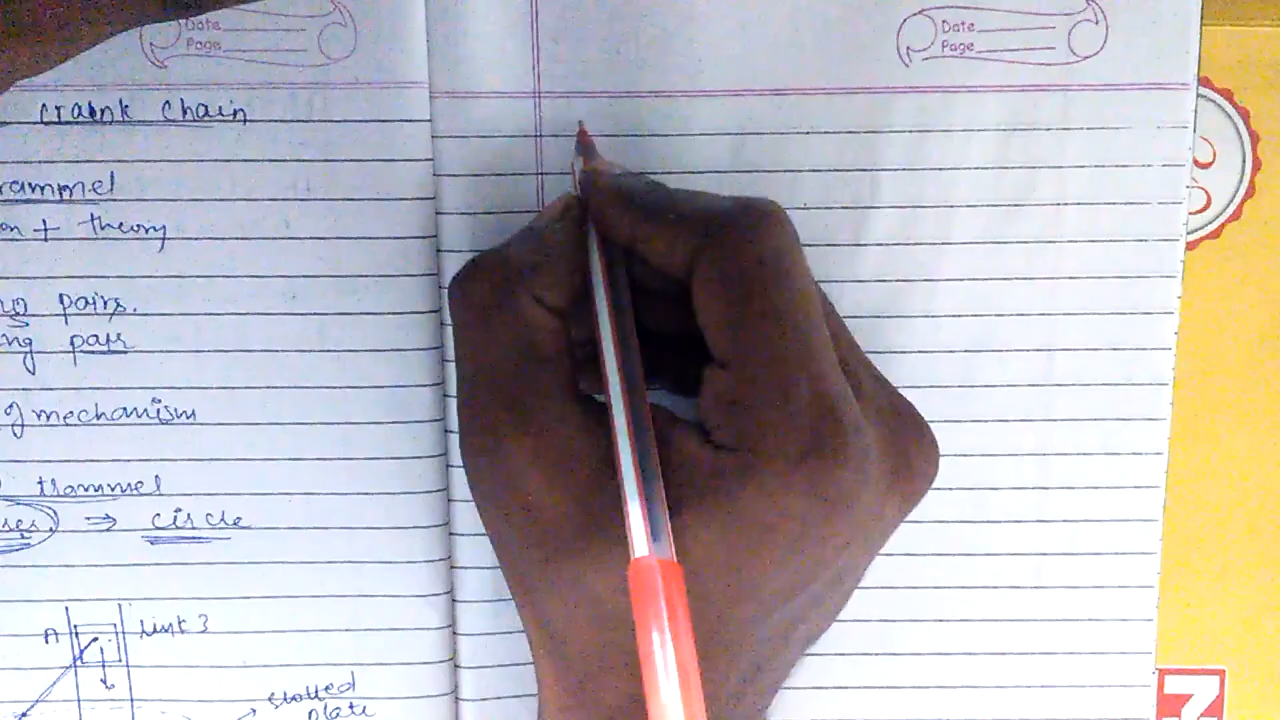 Date
Page
Date
Page
crank chain
rammel
on + theory
pairs.
ng pair
of mechanism
trammel
⇒ circle
A Link 3
slotted
plate